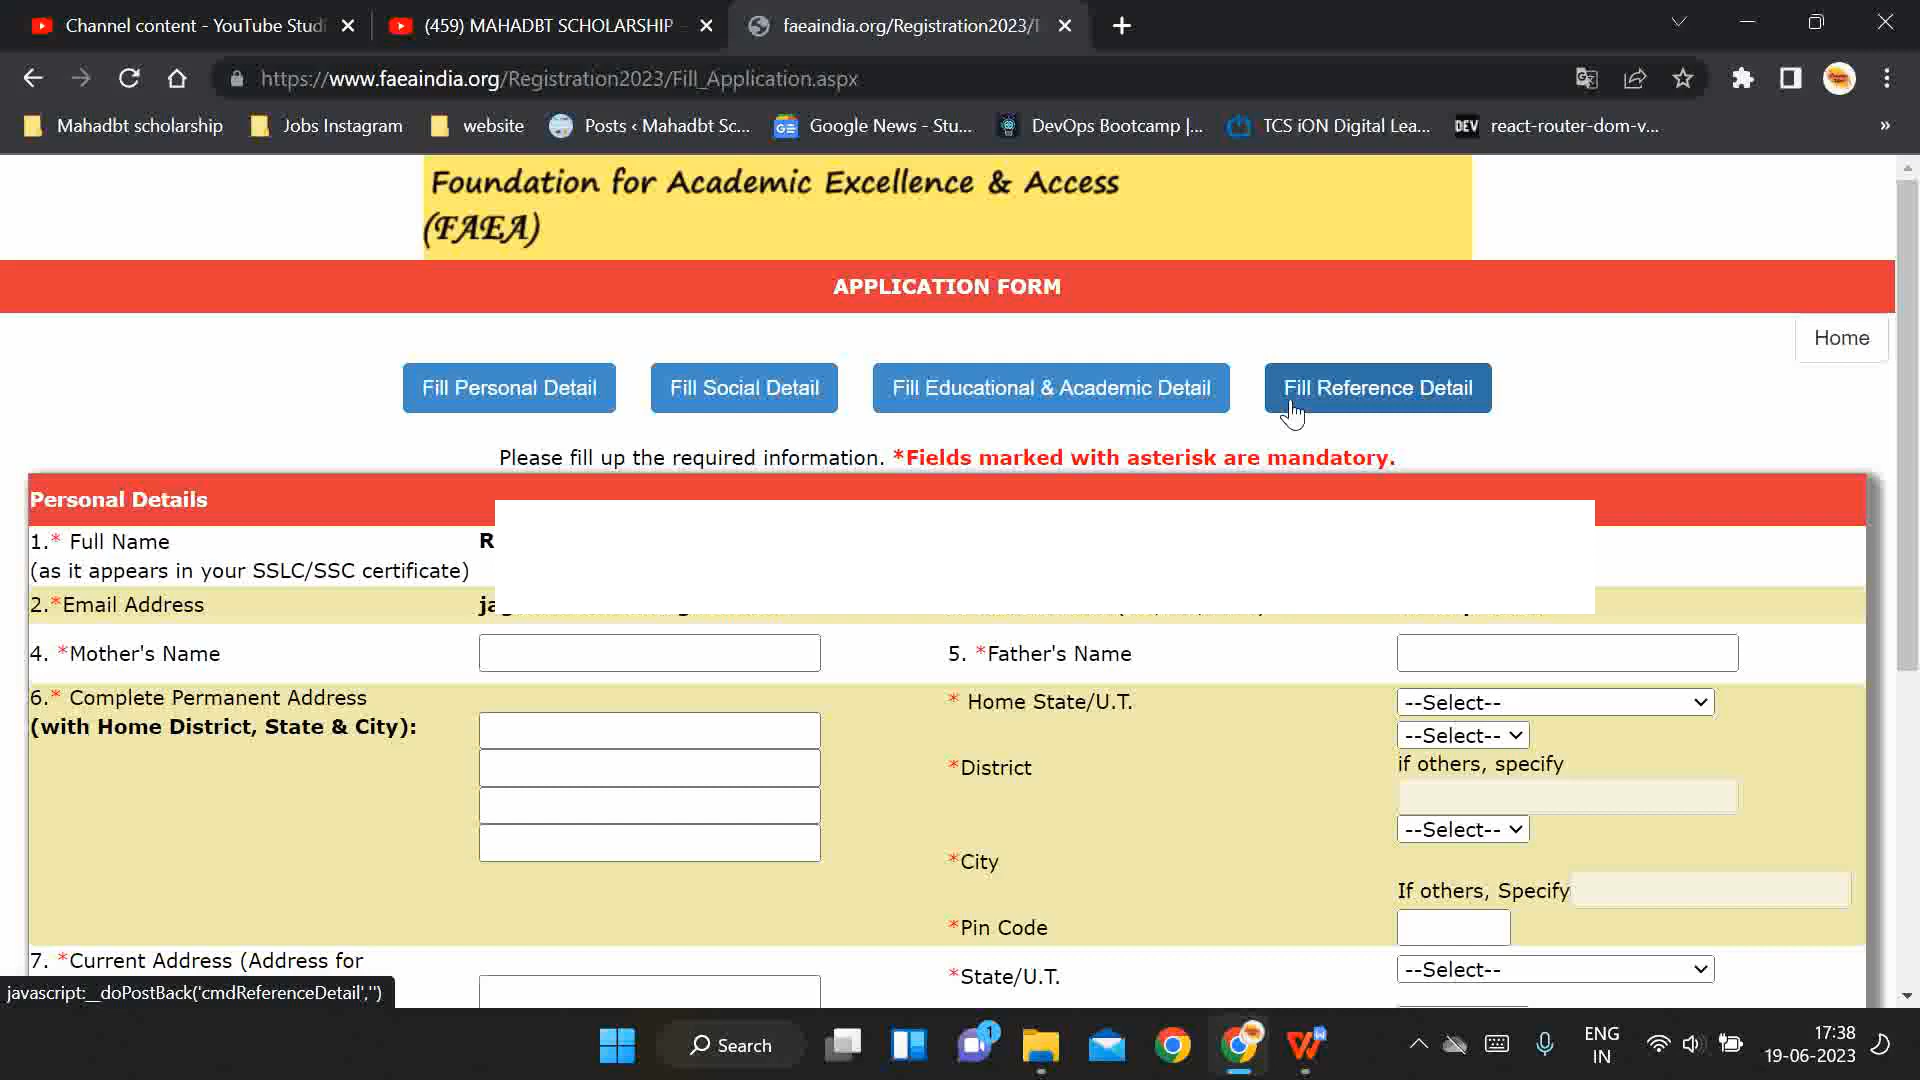 Channel content - YouTube Studi
(459) MAHADBT SCHOLARSHIP
faeaindia.org/Registration2023/
https://www.faeaindia.org/Registration2023/Fill_Application.aspx
Mahadbt scholarship
Jobs Instagram
website
Posts ‹ Mahadbt Sc...
Google News - Stu...
DevOps Bootcamp |...
TCS iON Digital Lea...
DEV react-router-dom-v...
»
Foundation for Academic Excellence & Access
(FAEA)
APPLICATION FORM
Home
Fill Personal Detail
Fill Social Detail
Fill Educational & Academic Detail
Fill Reference Detail
Please fill up the required information. *Fields marked with asterisk are mandatory.
Personal Details
1.* Full Name
R
(as it appears in your SSLC/SSC certificate)
2.*Email Address
4. *Mother's Name
5. *Father's Name
6.* Complete Permanent Address
(with Home District, State & City):
* Home State/U.T.
--Select--
--Select--
*District
if others, specify
--Select--
*City
If others, Specify
*Pin Code
7. *Current Address (Address for
*State/U.T.
--Select--
javascript:__doPostBack('cmdReferenceDetail','')
Search
1
ENG
IN
17:38
19-06-2023